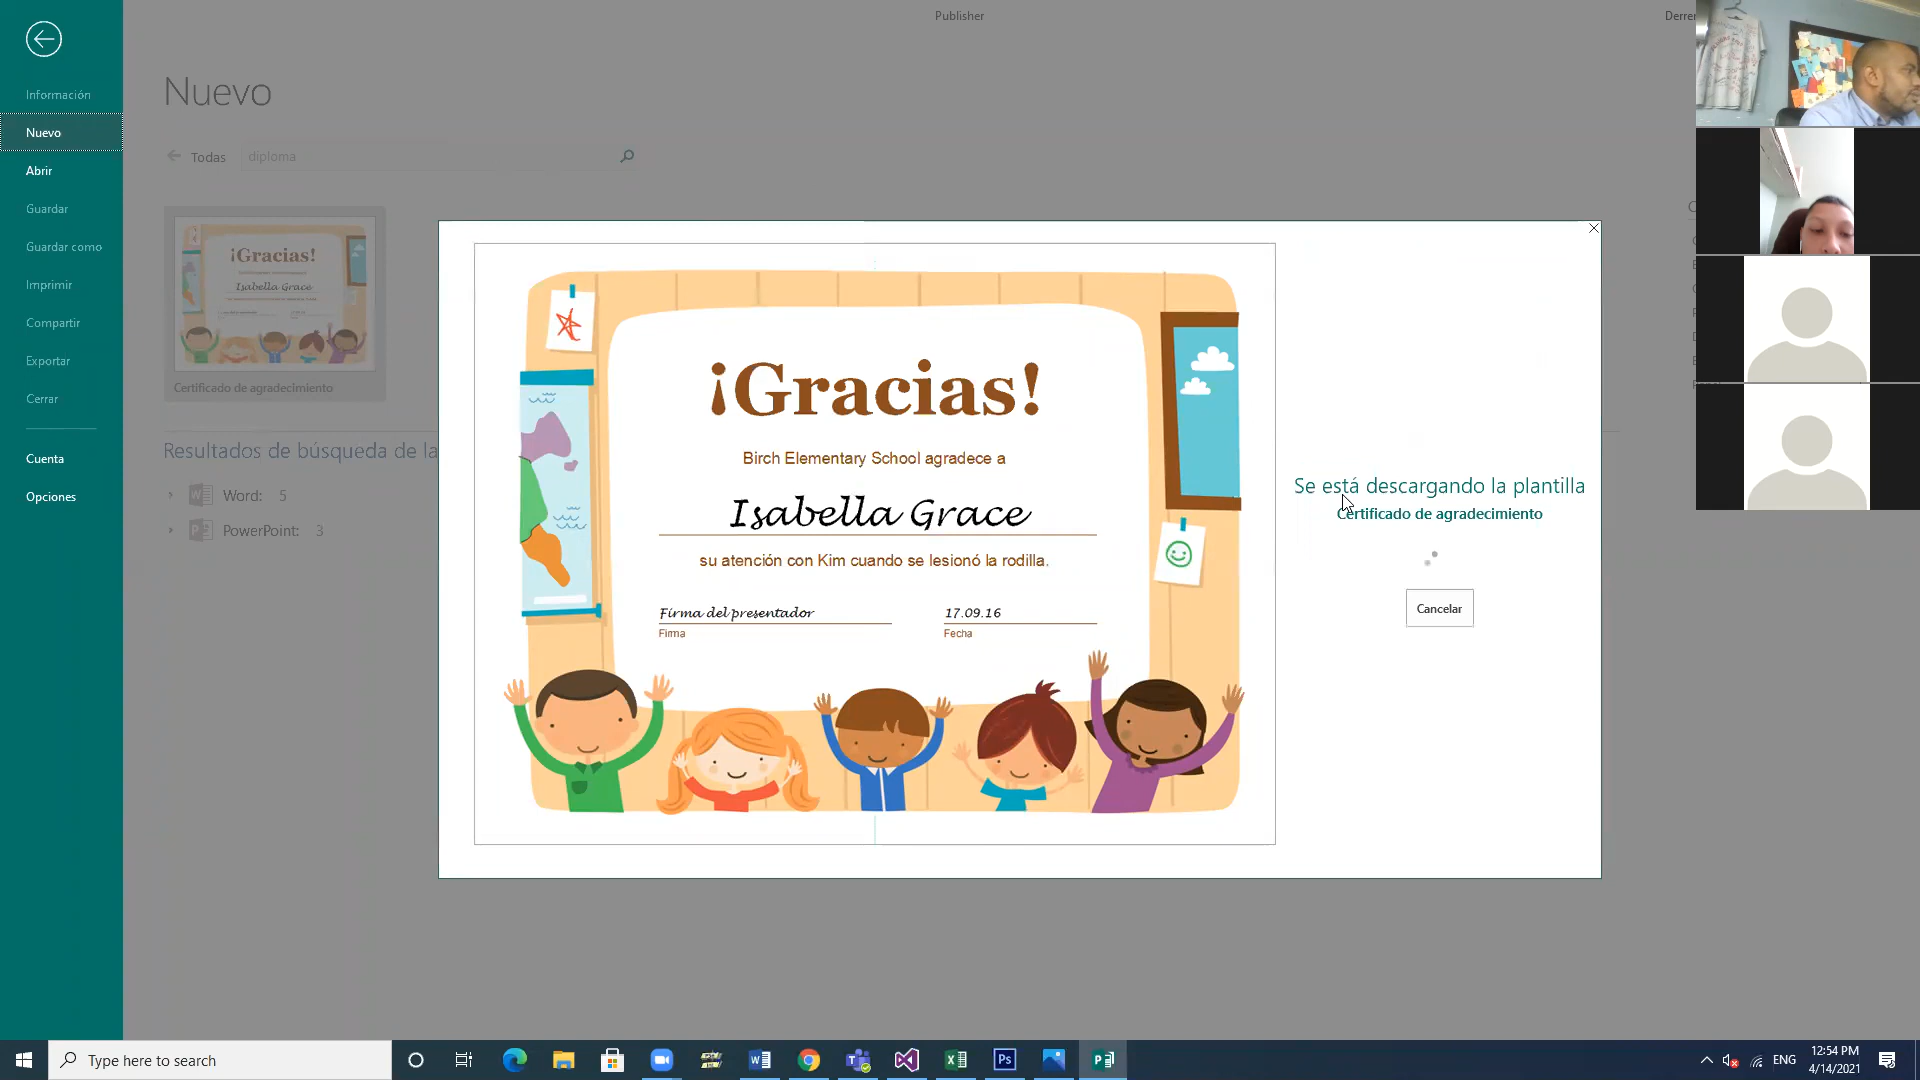 Publisher
Derre
Información
Nuevo
Abrir
Guardar
Guardar como
Imprimir
Compartir
Exportar
Cerrar
Cuenta
Opciones
Nuevo
Todas
diploma
¡Gracias!
Isabella Grace
Certificado de agradecimiento
Resultados de búsqueda de la
Word: 5
PowerPoint: 3
¡Gracias!
Birch Elementary School agradece a
Isabella Grace
su atención con Kim cuando se lesionó la rodilla.
Firma del presentador 17.09.16
Firma Fecha
Se está descargando la plantilla
Certificado de agradecimiento
Cancelar
Type here to search
ENG
12:54 PM
4/14/2021